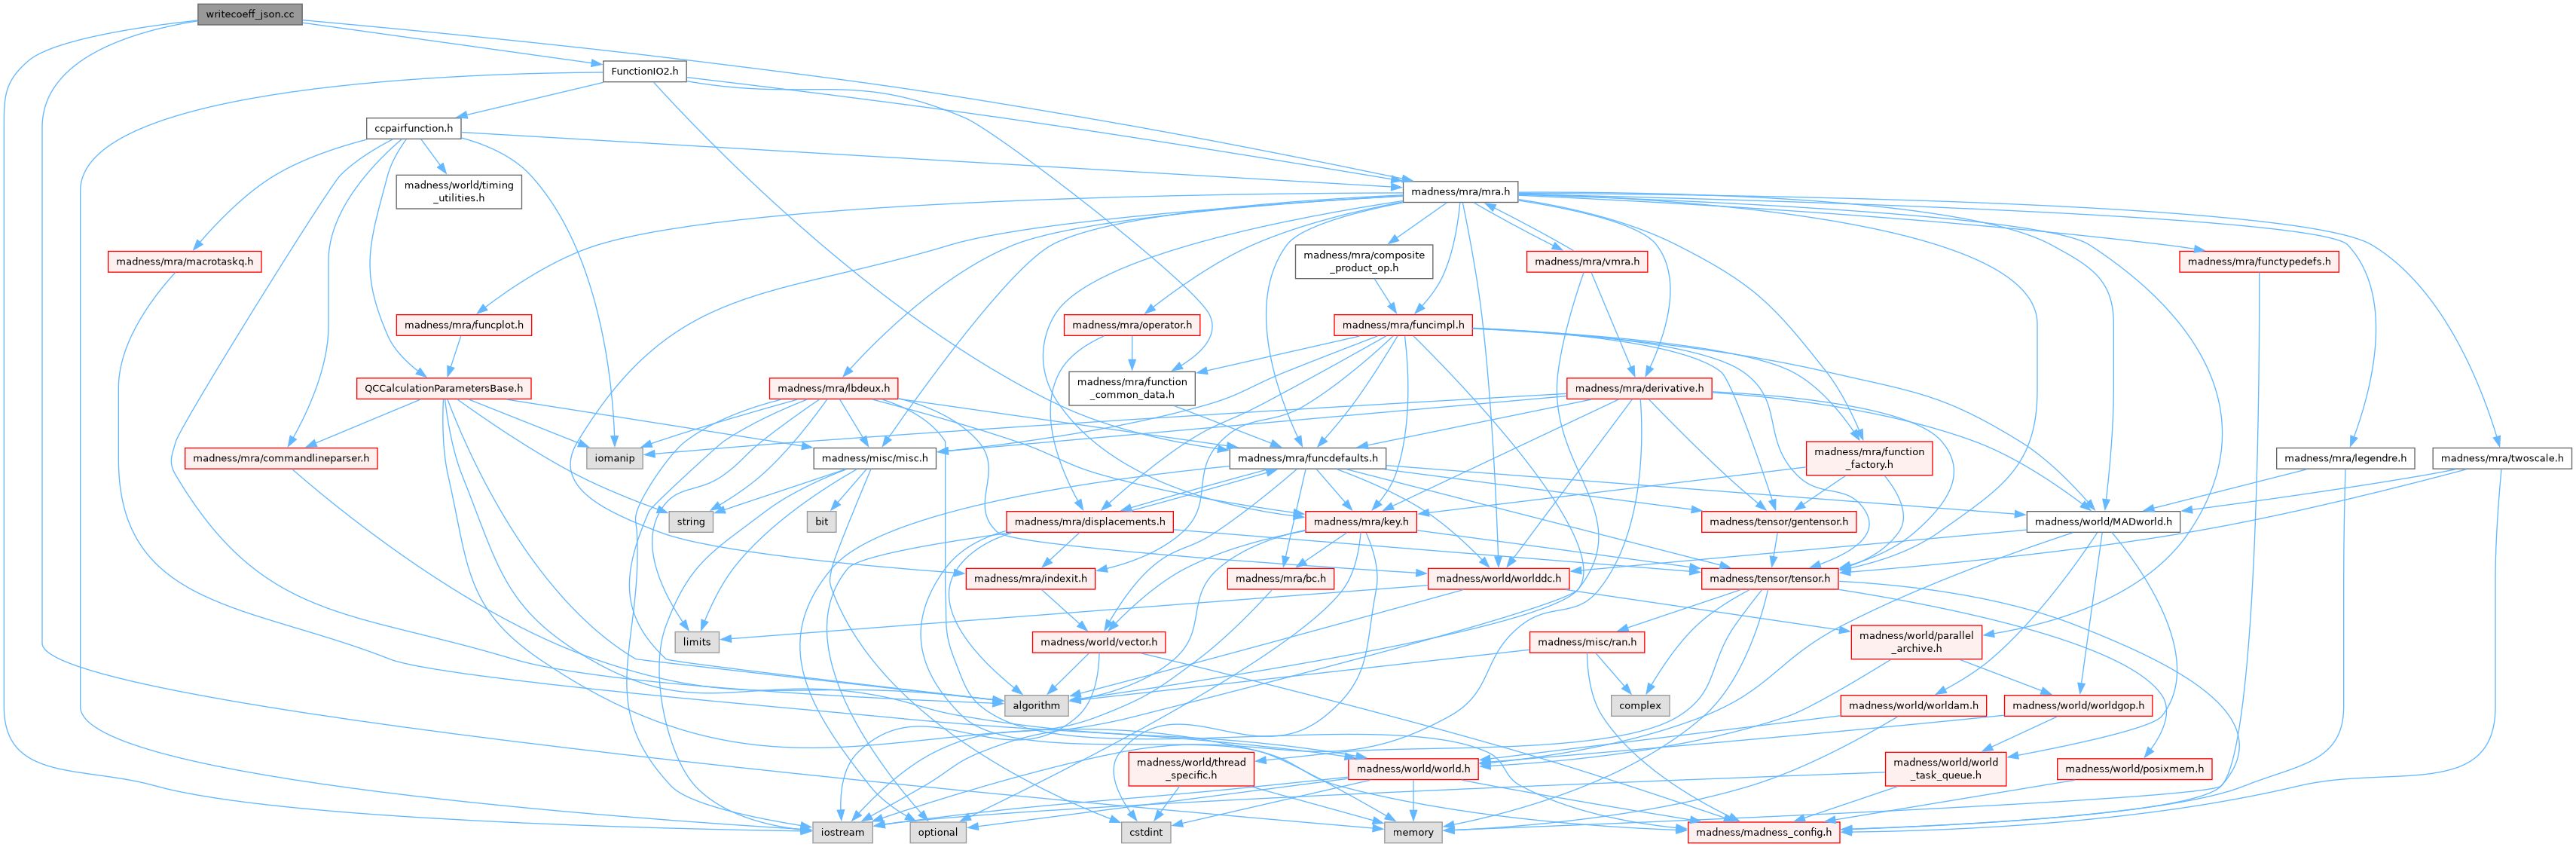 writecoeff_json.cc
FunctionIO2.h
ccpairfunction.h
madness/world/timing
_utilities.h
madness/mra/mra.h
madness/mra/macrotaskq.h
madness/mra/composite
_product_op.h
madness/mra/vmra.h
madness/mra/functypedefs.h
madness/mra/funcplot.h
madness/mra/operator.h
madness/mra/funcimpl.h
QCCalculationParametersBase.h
madness/mra/lbdeux.h
madness/mra/function
_common_data.h
madness/mra/derivative.h
madness/mra/commandlineparser.h
iomanip
madness/misc/misc.h
madness/mra/funcdefaults.h
madness/mra/function
_factory.h
madness/mra/legendre.h
madness/mra/twoscale.h
string
bit
madness/mra/displacements.h
madness/mra/key.h
madness/tensor/gentensor.h
madness/world/MADworld.h
madness/mra/indexit.h
madness/mra/bc.h
madness/world/worlddc.h
madness/tensor/tensor.h
limits
madness/world/vector.h
madness/misc/ran.h
madness/world/parallel
_archive.h
algorithm
complex
madness/world/worldam.h
madness/world/worldgop.h
madness/world/thread
_specific.h
madness/world/world.h
madness/world/world
_task_queue.h
madness/world/posixmem.h
iostream
optional
cstdint
memory
madness/madness_config.h